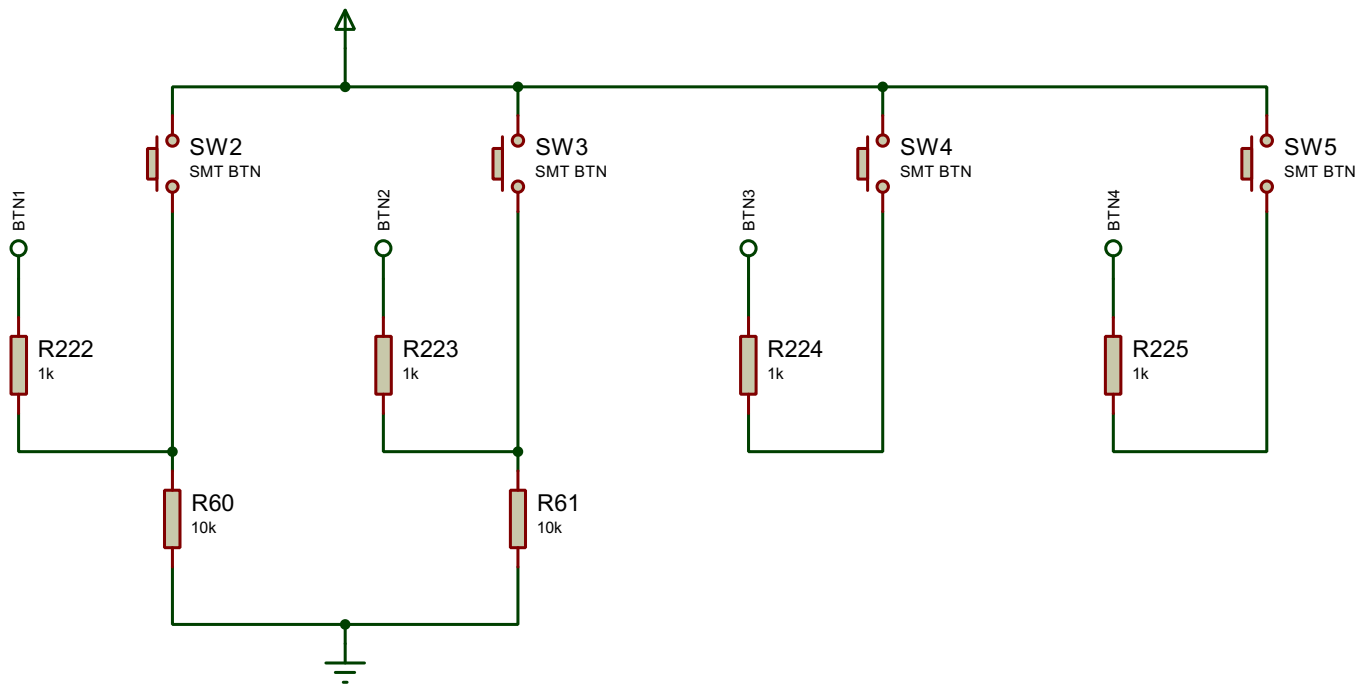 SW2
SMT BTN
SW3
SMT BTN
SW4
SMT BTN
SW5
SMT BTN
BTN1
BTN2
BTN3
BTN4
R222
1k
R223
1k
R224
1k
R225
1k
R60
10k
R61
10k